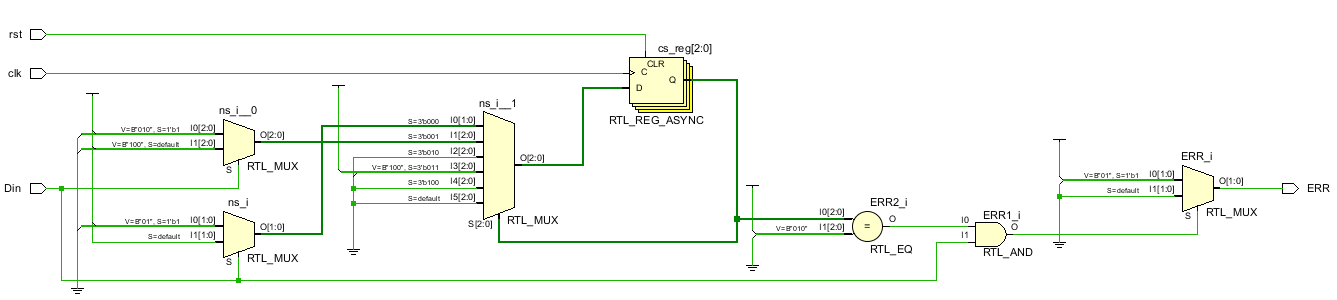 rst
cs_reg[2:0]
CLR
clk
C
Q
D
RTL_REG_ASYNC
ns_i__0
V=B"010", S=1'b1 I0[2:0]
V=B"100", S=default I1[2:0]
O[2:0]
S
RTL_MUX
ns_i__1
S=3'b000 I0[1:0]
S=3'b001 I1[2:0]
S=3'b010 I2[2:0]
V=B"100", S=3'b011 I3[2:0]
S=3'b100 I4[2:0]
S=default I5[2:0]
O[2:0]
S[2:0]
RTL_MUX
Din
ns_i
V=B"01", S=1'b1 I0[1:0]
S=default I1[1:0]
O[1:0]
S
RTL_MUX
ERR2_i
I0[2:0]
V=B"010" I1[2:0]
=
O
RTL_EQ
ERR1_i
I0
I1
O
RTL_AND
ERR_i
V=B"01", S=1'b1 I0[1:0]
S=default I1[1:0]
O[1:0]
S
RTL_MUX
ERR